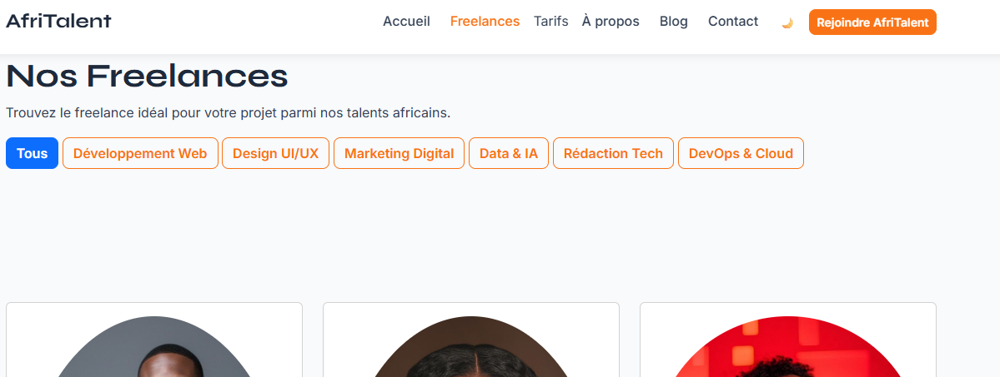 AfriTalent Accueil Freelances Tarifs À propos Blog Contact Rejoindre AfriTalent
Nos Freelances
Trouvez le freelance idéal pour votre projet parmi nos talents africains.
Tous Développement Web Design UI/UX Marketing Digital Data & IA Rédaction Tech DevOps & Cloud